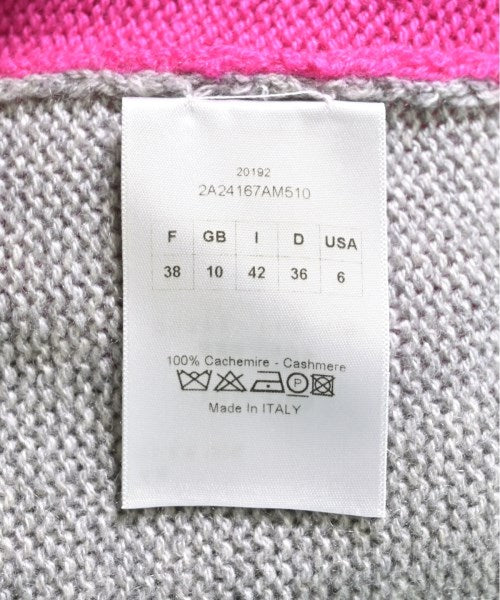 20192
2A24167AM510
F GB I D USA
38 10 42 36 6
100% Cachemire - Cashmere
P
Made In ITALY